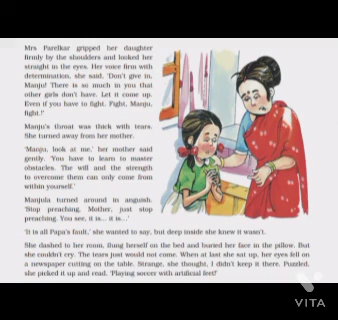 Mrs Pavelkar gripped her daughter
firmly by the shoulders and looked her
straight in the eyes. Her voice firm with
determination, she said, 'Don't give in,
Manju! There is so much in you that
other girls don't have. Let it come up.
Even if you have to fight. Fight, Manju,
fight.!'
Manju's throat was thick with tears.
She turned away from her mother.
'Manju, look at me,' her mother said
gently. 'You have to learn to master
obstacles. The will and the strength
to overcome them can only come from
within yourself.'
Manjula turned around in anguish.
'Stop preaching, Mother, just stop
preaching. You see, it is... it is...'
'It is all Papa's fault,' she wanted to say, but deep inside she knew it wasn't.
She dashed to her room, flung herself on the bed and buried her face in the pillow. But
she couldn't cry. The tears just would not come. When at last she sat up, her eyes fell on
a newspaper cutting on the table. Strange, she thought, I didn't keep it there. Puzzled,
she picked it up and read, 'Playing soccer with artificial feet!'
VITA